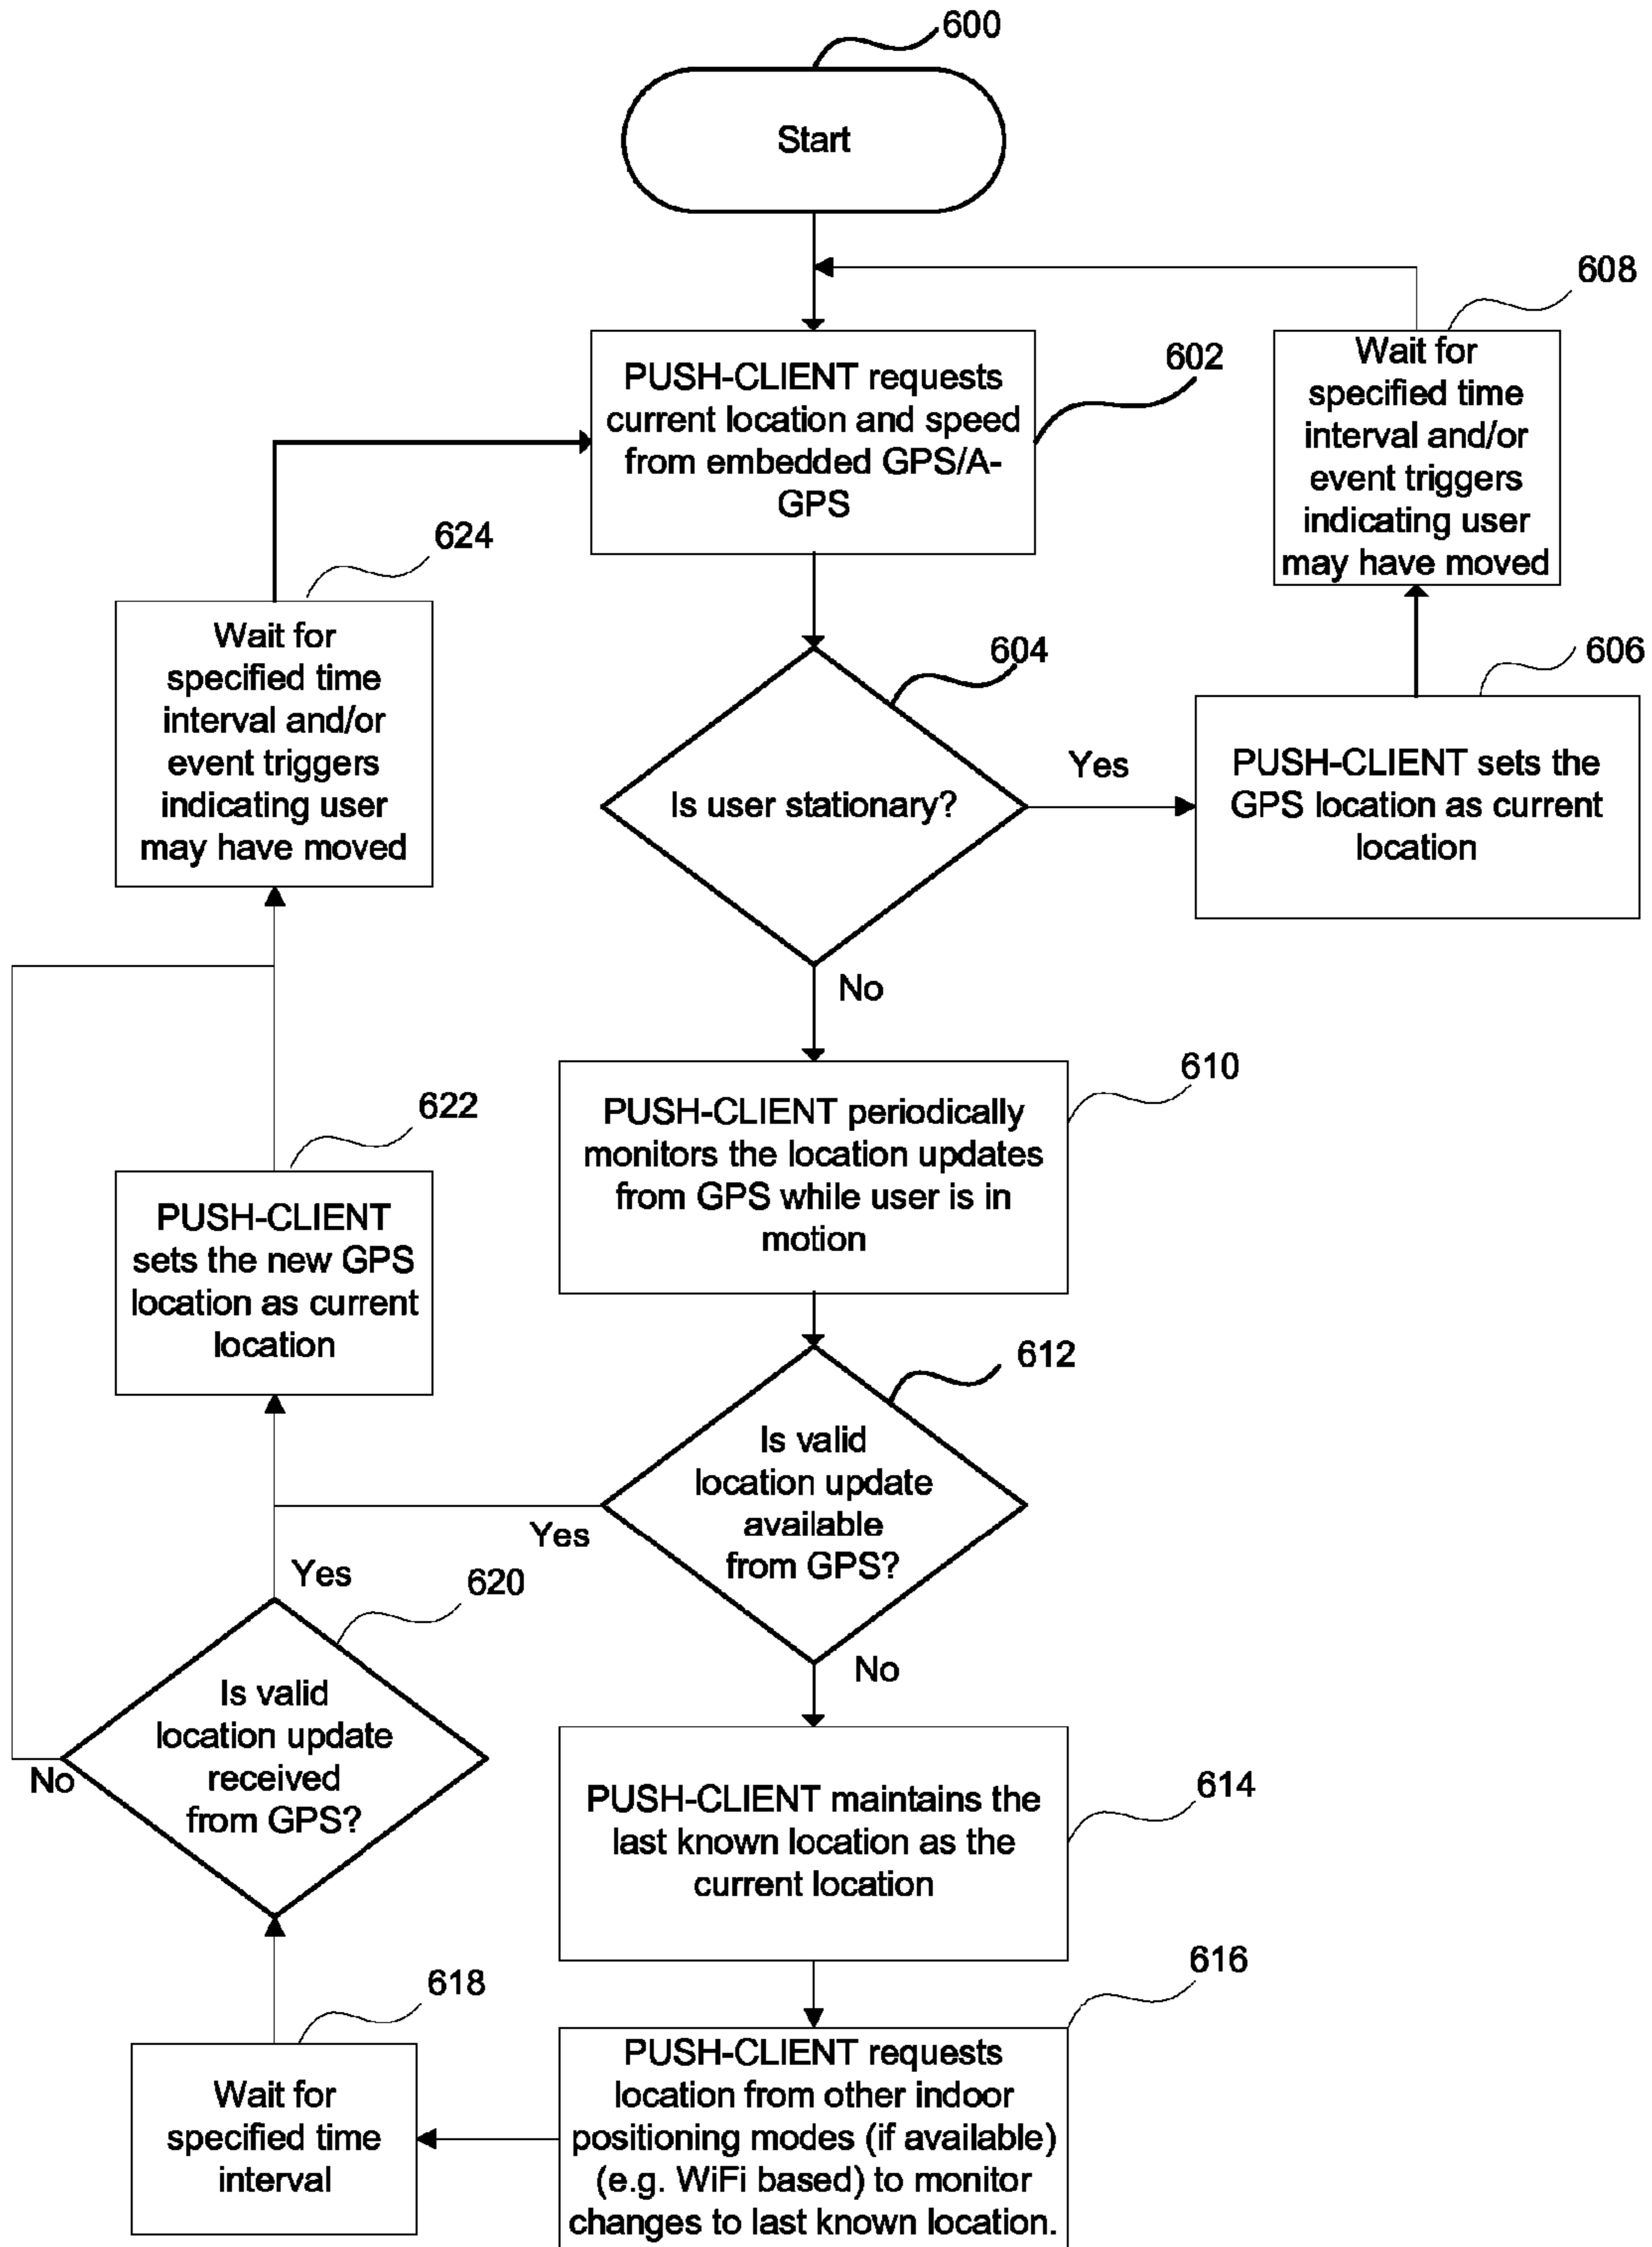 600
Start
608
Wait for
specified time
interval and/or
event triggers
indicating user
may have moved
602
PUSH-CLIENT requests
current location and speed
from embedded GPS/A-
GPS
624
Wait for
specified time
interval and/or
event triggers
indicating user
may have moved
604
Is user stationary?
Yes
606
PUSH-CLIENT sets the
GPS location as current
location
No
610
PUSH-CLIENT periodically
monitors the location updates
from GPS while user is in
motion
622
PUSH-CLIENT
sets the new GPS
location as current
location
612
Is valid
location update
available
from GPS?
Yes
Yes
620
No
Is valid
location update
received
from GPS?
No
614
PUSH-CLIENT maintains the
last known location as the
current location
616
PUSH-CLIENT requests
location from other indoor
positioning modes (if available)
(e.g. WiFi based) to monitor
changes to last known location.
618
Wait for
specified time
interval